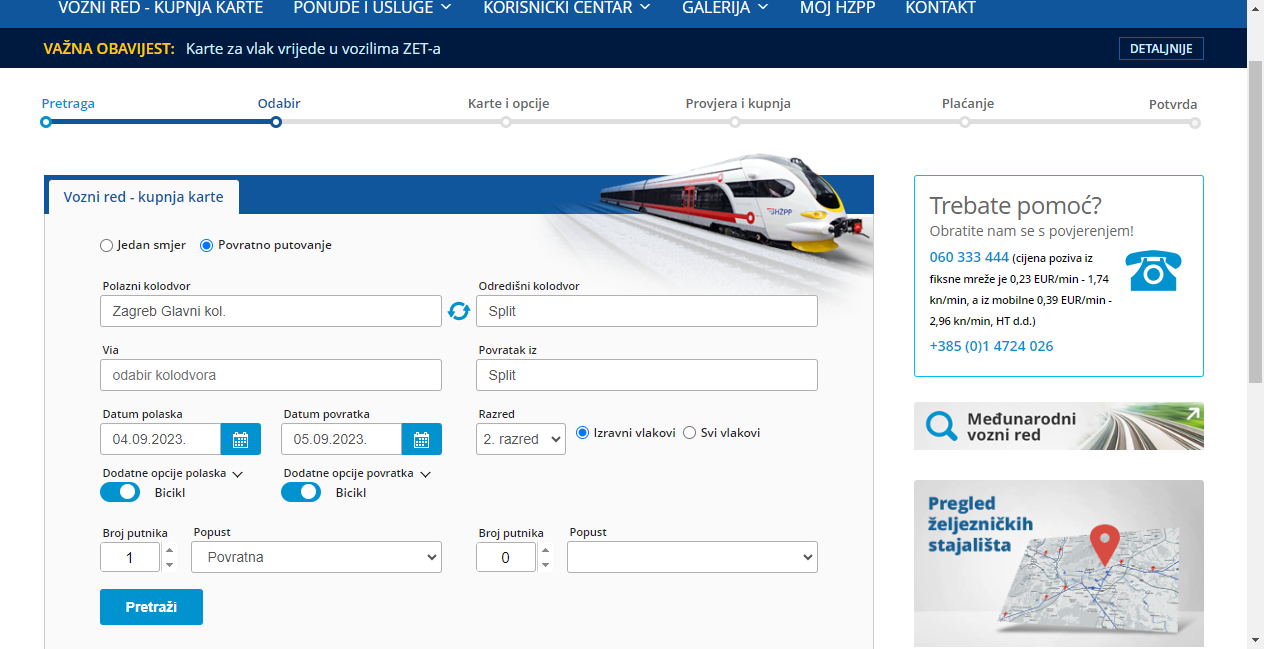 VOZNI RED - KUPNJA KARTE PONUDE I USLUGE KORISNIČKI CENTAR GALERIJA MOJ HŽPP KONTAKT
VAŽNA OBAVIJEST: Karte za vlak vrijede u vozilima ZET-a DETALJNIJE
Pretraga Odabir Karte i opcije Provjera i kupnja Plaćanje Potvrda
Vozni red - kupnja karte
HŽPP
Jedan smjer Povratno putovanje
Polazni kolodvor Odredišni kolodvor
Zagreb Glavni kol. Split
Via Povratak iz
odabir kolodvora Split
Datum polaska Datum povratka Razred
04.09.2023. 05.09.2023. 2. razred Izravni vlakovi Svi vlakovi
Dodatne opcije polaska Dodatne opcije povratka
Bicikl Bicikl
Broj putnika Popust Broj putnika Popust
1 Povratna 0
Pretraži
Trebate pomoć?
Obratite nam se s povjerenjem!
060 333 444 (cijena poziva iz
fiksne mreže je 0,23 EUR/min - 1,74
kn/min, a iz mobilne 0,39 EUR/min -
2,96 kn/min, HT d.d.)
+385 (0)1 4724 026
Međunarodni
vozni red
Pregled
željezničkih
stajališta